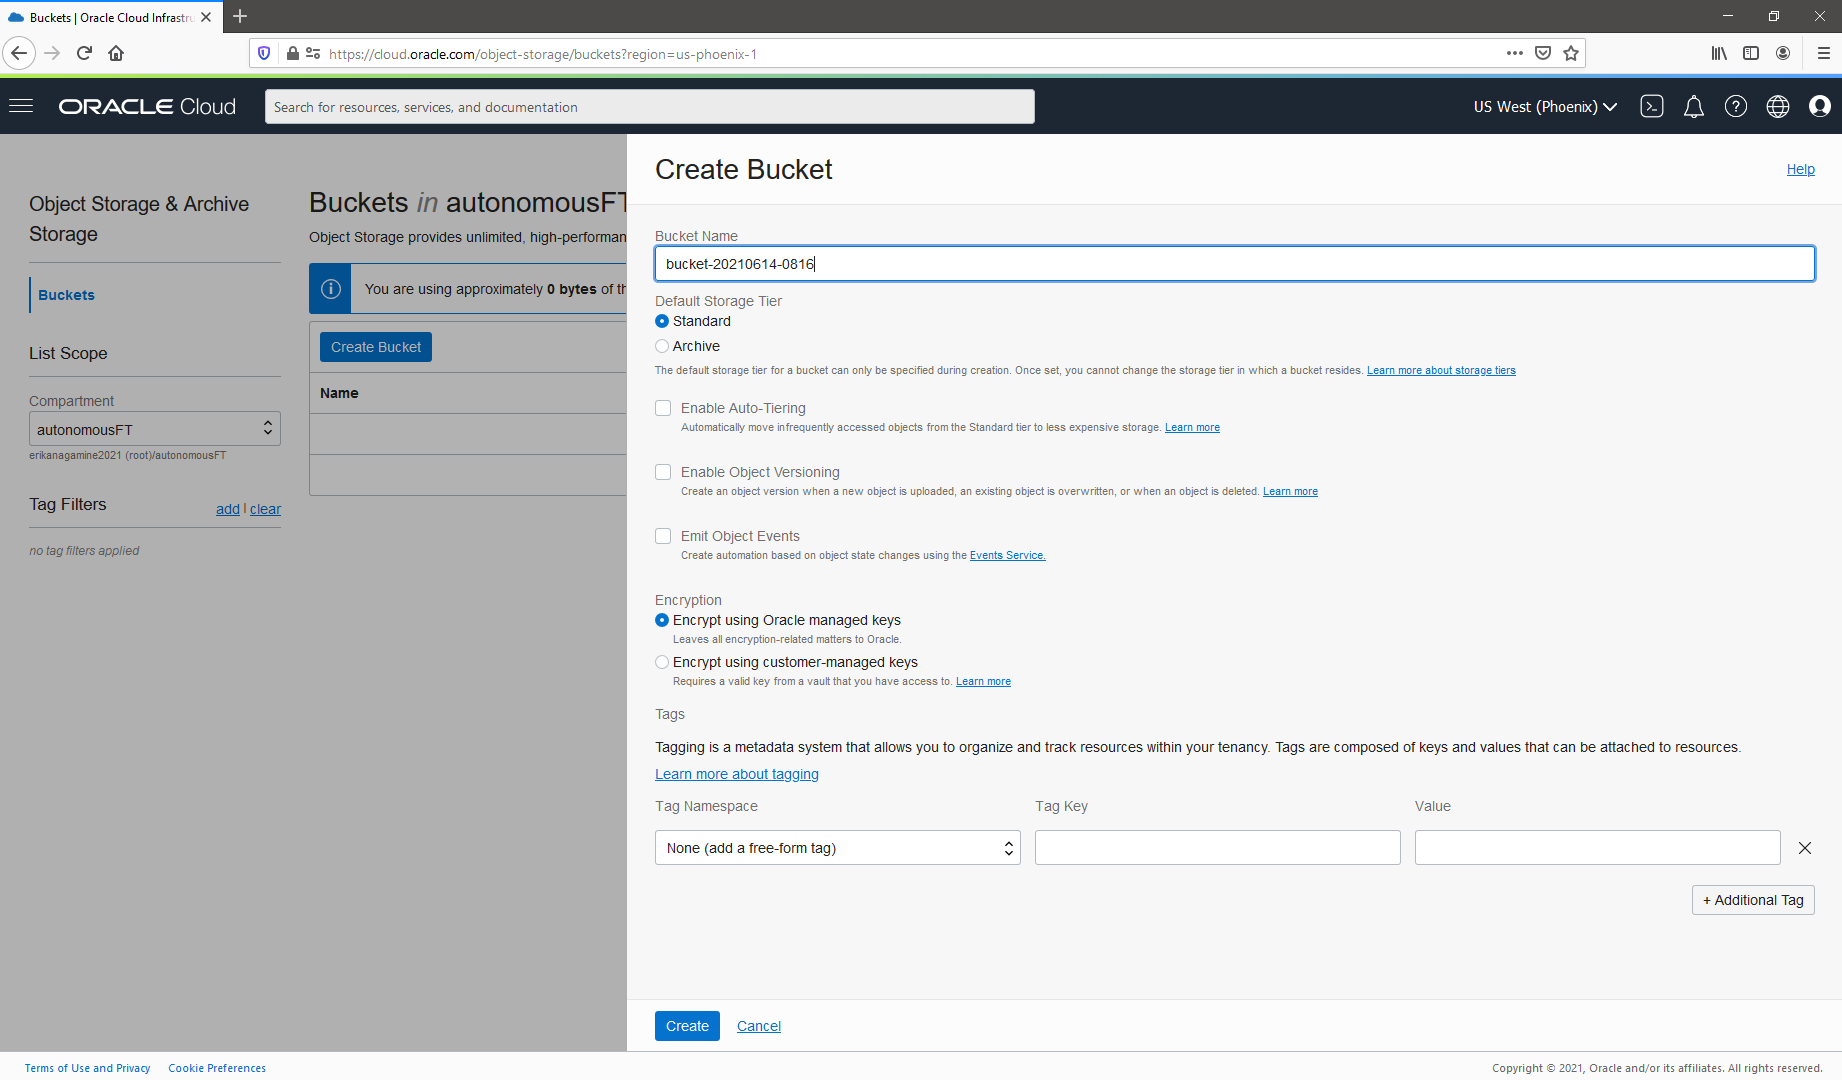 Buckets | Oracle Cloud Infrastru
https://cloud.oracle.com/object-storage/buckets?region=us-phoenix-1
ORACLE Cloud
Search for resources, services, and documentation
US West (Phoenix)
Object Storage & Archive
Storage
Buckets
List Scope
Compartment
autonomousFT
erikanagamine2021 (root)/autonomousFT
Tag Filters
add | clear
no tag filters applied
Buckets in autonomousFT
Object Storage provides unlimited, high-performan
You are using approximately 0 bytes of th
Create Bucket
Name
Create Bucket
Help
Bucket Name
bucket-20210614-0816
Default Storage Tier
Standard
Archive
The default storage tier for a bucket can only be specified during creation. Once set, you cannot change the storage tier in which a bucket resides. Learn more about storage tiers
Enable Auto-Tiering
Automatically move infrequently accessed objects from the Standard tier to less expensive storage. Learn more
Enable Object Versioning
Create an object version when a new object is uploaded, an existing object is overwritten, or when an object is deleted. Learn more
Emit Object Events
Create automation based on object state changes using the Events Service.
Encryption
Encrypt using Oracle managed keys
Leaves all encryption-related matters to Oracle.
Encrypt using customer-managed keys
Requires a valid key from a vault that you have access to. Learn more
Tags
Tagging is a metadata system that allows you to organize and track resources within your tenancy. Tags are composed of keys and values that can be attached to resources.
Learn more about tagging
Tag Namespace
Tag Key
Value
None (add a free-form tag)
+ Additional Tag
Create
Cancel
Terms of Use and Privacy
Cookie Preferences
Copyright © 2021, Oracle and/or its affiliates. All rights reserved.